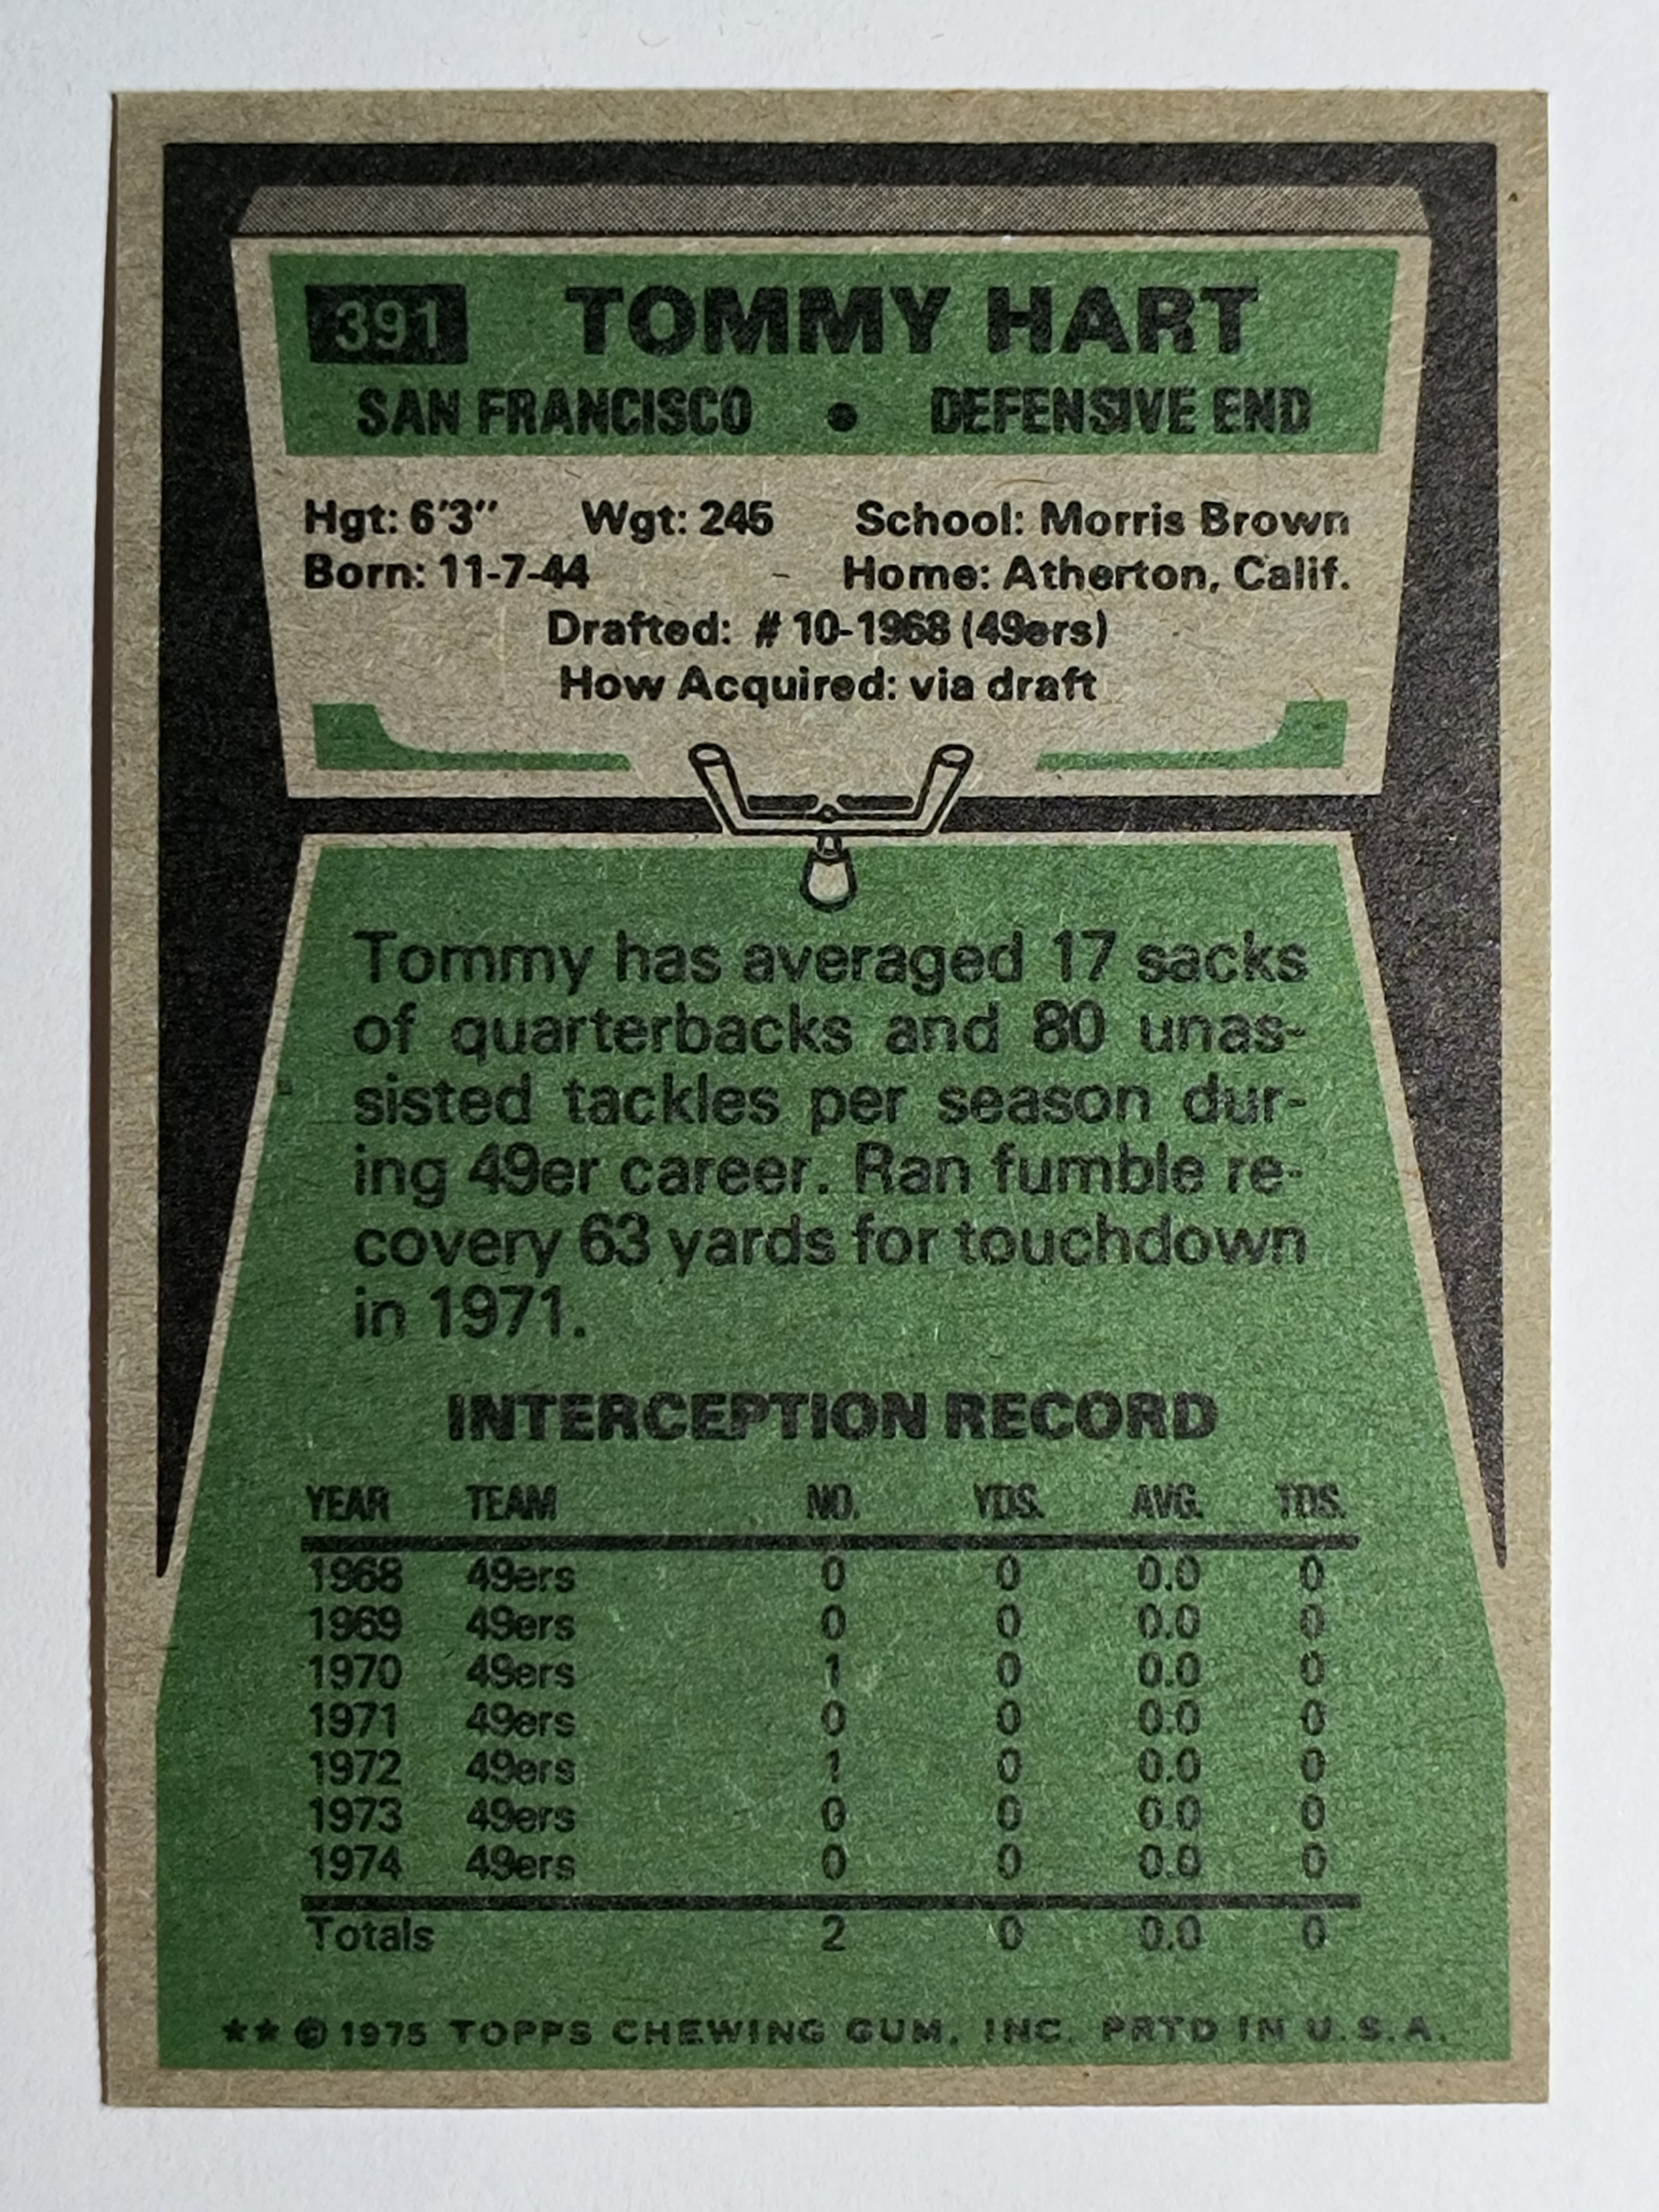 391 TOMMY HART
SAN FRANCISCO • DEFENSIVE END
Hgt: 6'3" Wgt: 245 School: Morris Brown
Born: 11-7-44 Home: Atherton, Calif.
Drafted: # 10-1968 (49ers)
How Acquired: via draft
Tommy has averaged 17 sacks
of quarterbacks and 80 unas-
sisted tackles per season dur-
ing 49er career. Ran fumble re-
covery 63 yards for touchdown
in 1971.
INTERCEPTION RECORD
YEAR TEAM NO. YDS. AVG. TDS.
1968 49ers 0 0 0.0 0
1969 49ers 0 0 0.0 0
1970 49ers 1 0 0.0 0
1971 49ers 0 0 0.0 0
1972 49ers 1 0 0.0 0
1973 49ers 0 0 0.0 0
1974 49ers 0 0 0.0 0
Totals 2 0 0.0 0
** © 1975 TOPPS CHEWING GUM, INC. PRTD IN U.S.A.